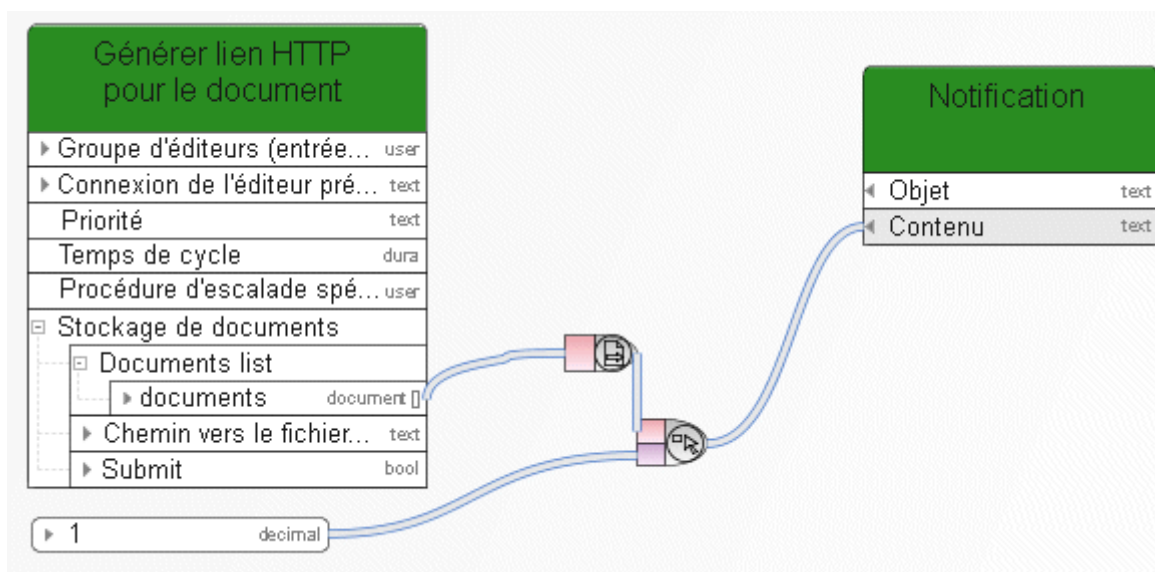 Générer lien HTTP
pour le document
Groupe d'éditeurs (entrée... user
Connexion de l'éditeur pré... text
Priorité text
Temps de cycle dura
Procédure d'escalade spé... user
Stockage de documents
Documents list
documents document []
Chemin vers le fichier... text
Submit bool
1 decimal
Notification
Objet text
Contenu text